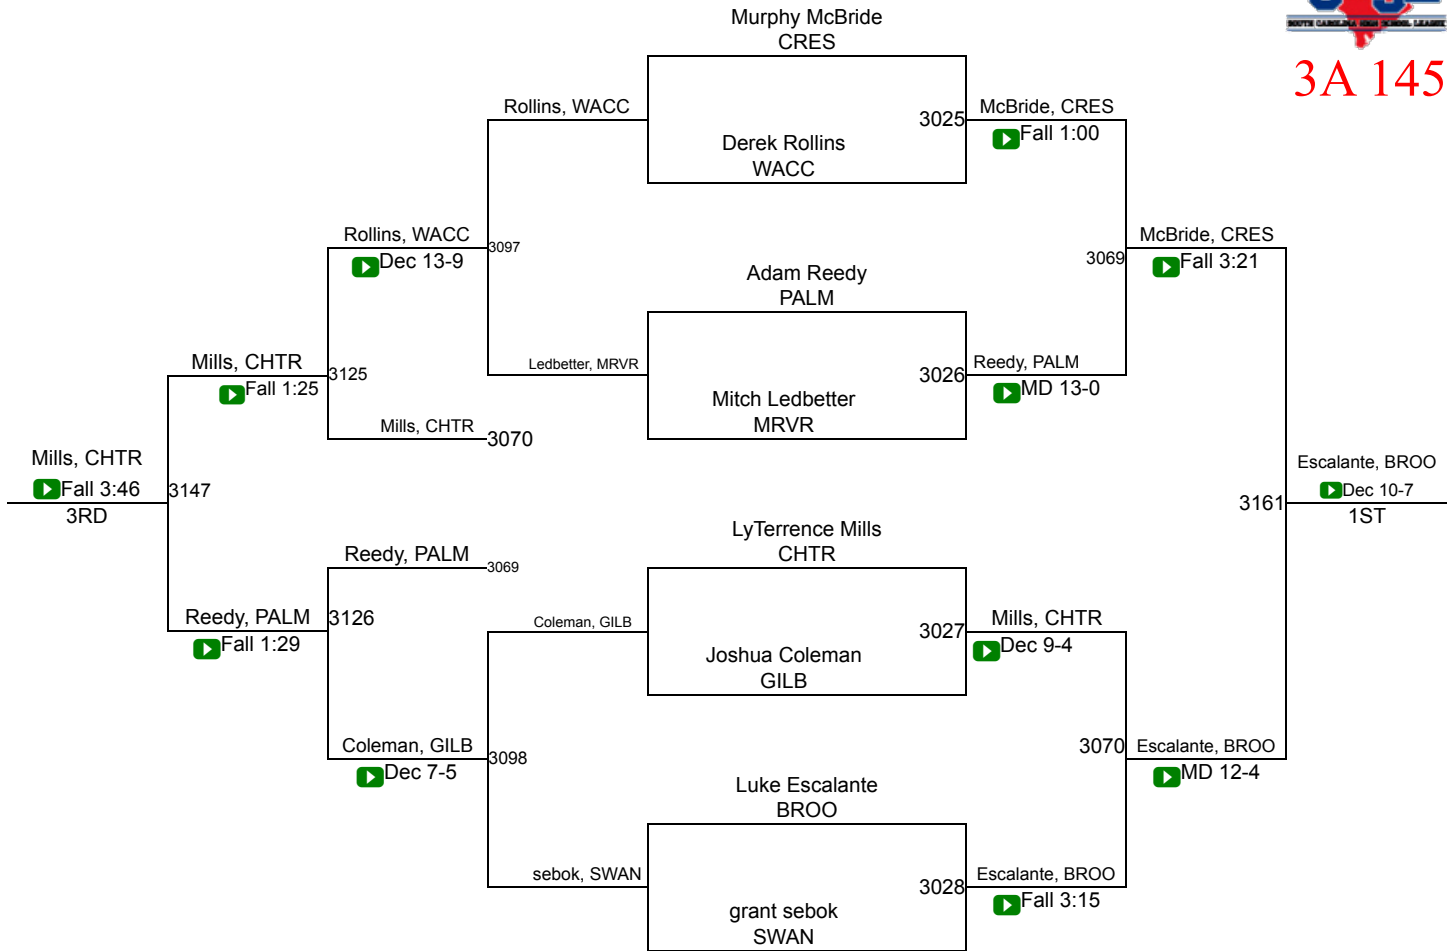 SOUTH CAROLINA HIGH SCHOOL LEAGUE
3A 145
Murphy McBride
CRES
Rollins, WACC
3025
McBride, CRES
Fall 1:00
Derek Rollins
WACC
Rollins, WACC
3097
Dec 13-9
McBride, CRES
3069
Fall 3:21
Adam Reedy
PALM
Mills, CHTR
3125
Fall 1:25
Ledbetter, MRVR
3026
Reedy, PALM
MD 13-0
Mitch Ledbetter
MRVR
Mills, CHTR
3070
Mills, CHTR
Fall 3:46
3147
3RD
Escalante, BROO
Dec 10-7
3161
1ST
LyTerrence Mills
CHTR
Reedy, PALM
3069
Reedy, PALM
3126
Fall 1:29
Coleman, GILB
3027
Mills, CHTR
Dec 9-4
Joshua Coleman
GILB
Coleman, GILB
3098
Dec 7-5
3070
Escalante, BROO
MD 12-4
Luke Escalante
BROO
sebok, SWAN
3028
Escalante, BROO
Fall 3:15
grant sebok
SWAN